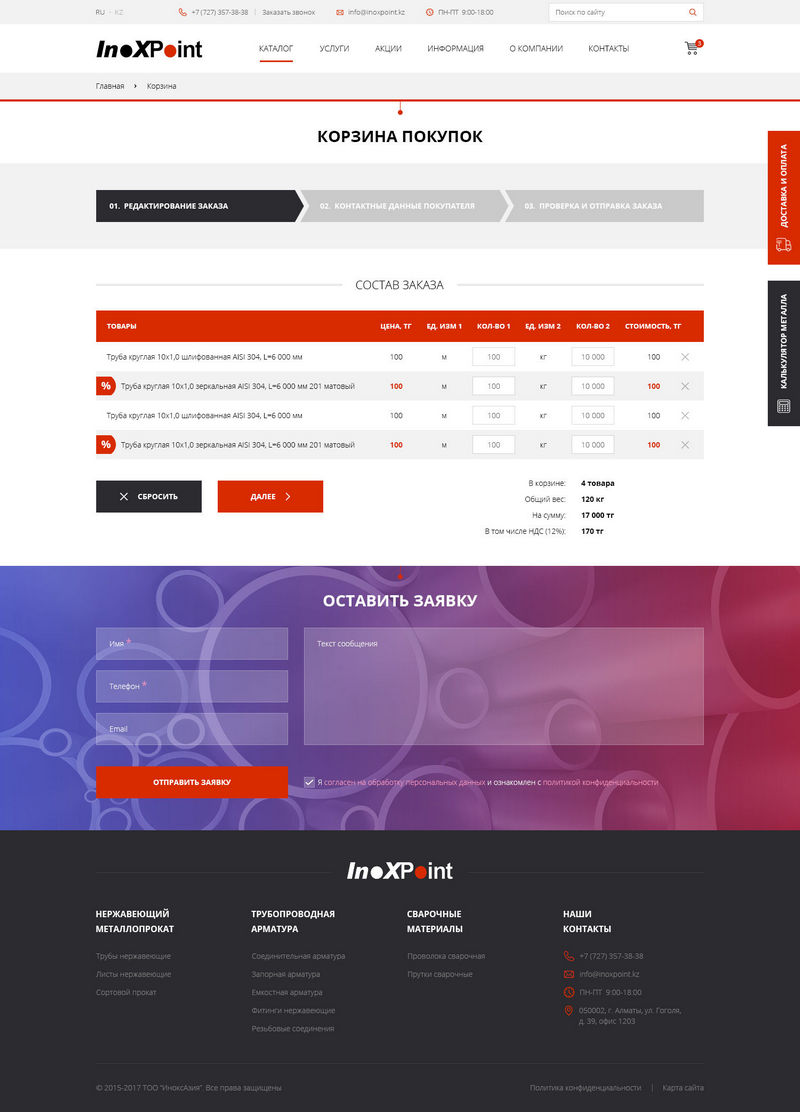 RU - KZ
+7 (727) 357-38-38 | Заказать звонок
info@inoxpoint.kz
ПН-ПТ 9:00-18:00
Поиск по сайту
InoXPoint
КАТАЛОГ УСЛУГИ АКЦИИ ИНФОРМАЦИЯ О КОМПАНИИ КОНТАКТЫ
Главная › Корзина
КОРЗИНА ПОКУПОК
ДОСТАВКА И ОПЛАТА
КАЛЬКУЛЯТОР МЕТАЛЛА
01. РЕДАКТИРОВАНИЕ ЗАКАЗА 02. КОНТАКТНЫЕ ДАННЫЕ ПОКУПАТЕЛЯ 03. ПРОВЕРКА И ОТПРАВКА ЗАКАЗА
СОСТАВ ЗАКАЗА
ТОВАРЫ ЦЕНА, ТГ ЕД. ИЗМ 1 КОЛ-ВО 1 ЕД. ИЗМ 2 КОЛ-ВО 2 СТОИМОСТЬ, ТГ
Труба круглая 10х1,0 шлифованная AISI 304, L=6 000 мм 100 м 100 кг 10 000 100
% Труба круглая 10х1,0 зеркальная AISI 304, L=6 000 мм 201 матовый 100 м 100 кг 10 000 100
Труба круглая 10х1,0 шлифованная AISI 304, L=6 000 мм 100 м 100 кг 10 000 100
% Труба круглая 10х1,0 зеркальная AISI 304, L=6 000 мм 201 матовый 100 м 100 кг 10 000 100
СБРОСИТЬ ДАЛЕЕ
В корзине: 4 товара
Общий вес: 120 кг
На сумму: 17 000 тг
В том числе НДС (12%): 170 тг
ОСТАВИТЬ ЗАЯВКУ
Имя *
Телефон *
Email
Текст сообщения
ОТПРАВИТЬ ЗАЯВКУ
Я согласен на обработку персональных данных и ознакомлен с политикой конфиденциальности
InoXPoint
НЕРЖАВЕЮЩИЙ
МЕТАЛЛОПРОКАТ
Трубы нержавеющие
Листы нержавеющие
Сортовой прокат
ТРУБОПРОВОДНАЯ
АРМАТУРА
Соединительная арматура
Запорная арматура
Емкостная арматура
Фитинги нержавеющие
Резьбовые соединения
СВАРОЧНЫЕ
МАТЕРИАЛЫ
Проволока сварочная
Прутки сварочные
НАШИ
КОНТАКТЫ
+7 (727) 357-38-38
info@inoxpoint.kz
ПН-ПТ 9:00-18:00
050002, г. Алматы, ул. Гоголя,
д. 39, офис 1203
© 2015-2017 ТОО "ИноксАзия". Все права защищены
Политика конфиденциальности | Карта сайта